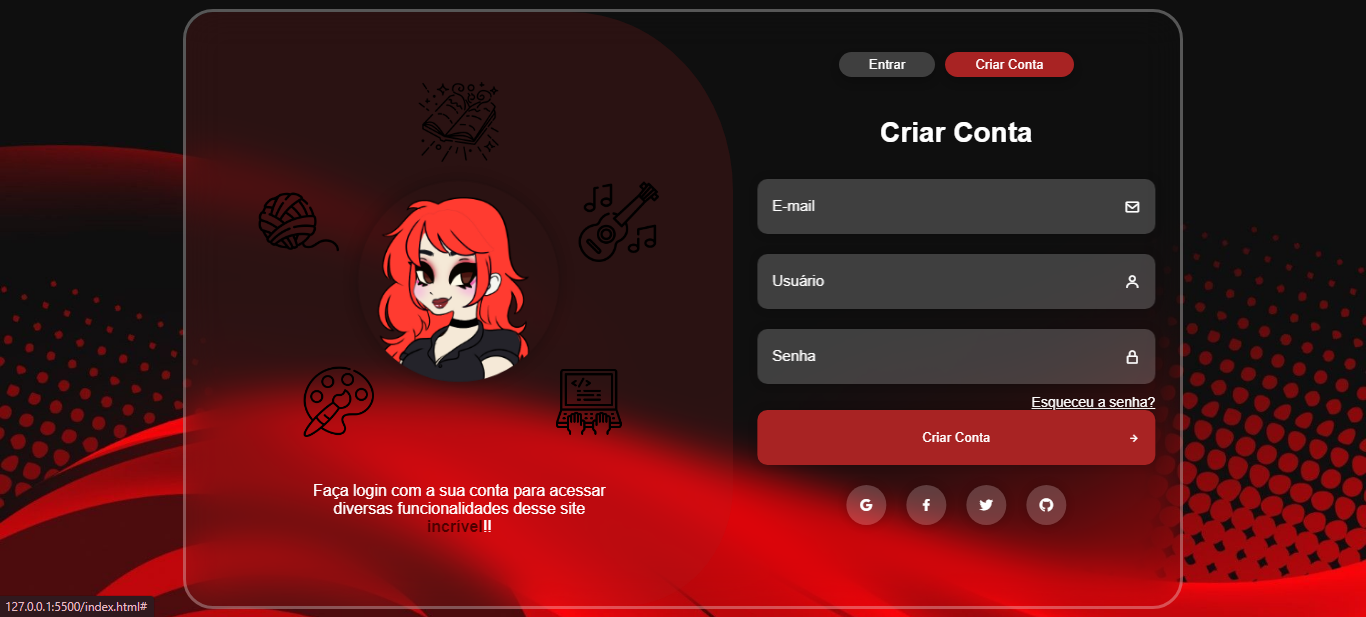 Entrar
Criar Conta
Criar Conta
E-mail
Usuário
Senha
Esqueceu a senha?
Criar Conta
Faça login com a sua conta para acessar
diversas funcionalidades desse site
incrivel!!
127.0.0.1:5500/index.html#